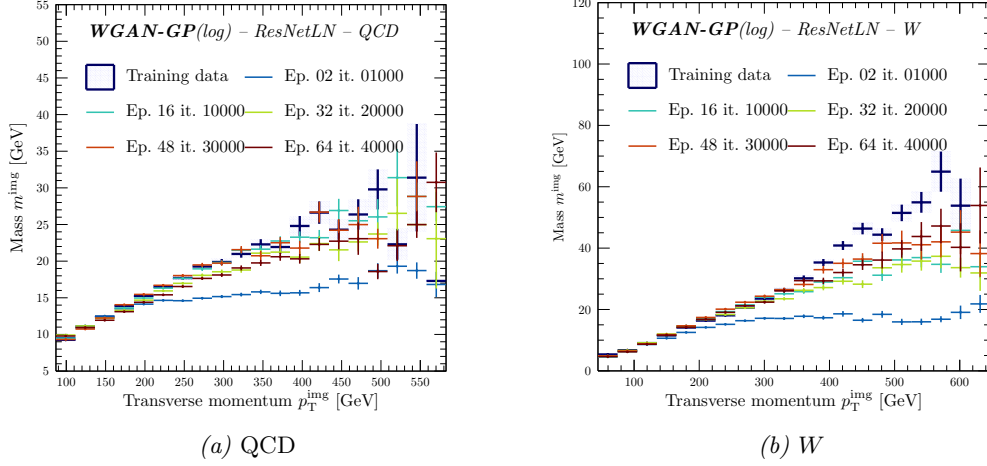 WGAN-GP(log) – ResNetLN – QCD
Training data
Ep. 02 it. 01000
Ep. 16 it. 10000
Ep. 32 it. 20000
Ep. 48 it. 30000
Ep. 64 it. 40000
Mass m^img [GeV]
55
50
45
40
35
30
25
20
15
10
5
100 150 200 250 300 350 400 450 500 550
Transverse momentum p_T^img [GeV]
(a) QCD
WGAN-GP(log) – ResNetLN – W
Training data
Ep. 02 it. 01000
Ep. 16 it. 10000
Ep. 32 it. 20000
Ep. 48 it. 30000
Ep. 64 it. 40000
Mass m^img [GeV]
120
100
80
60
40
20
0
100 200 300 400 500 600
Transverse momentum p_T^img [GeV]
(b) W